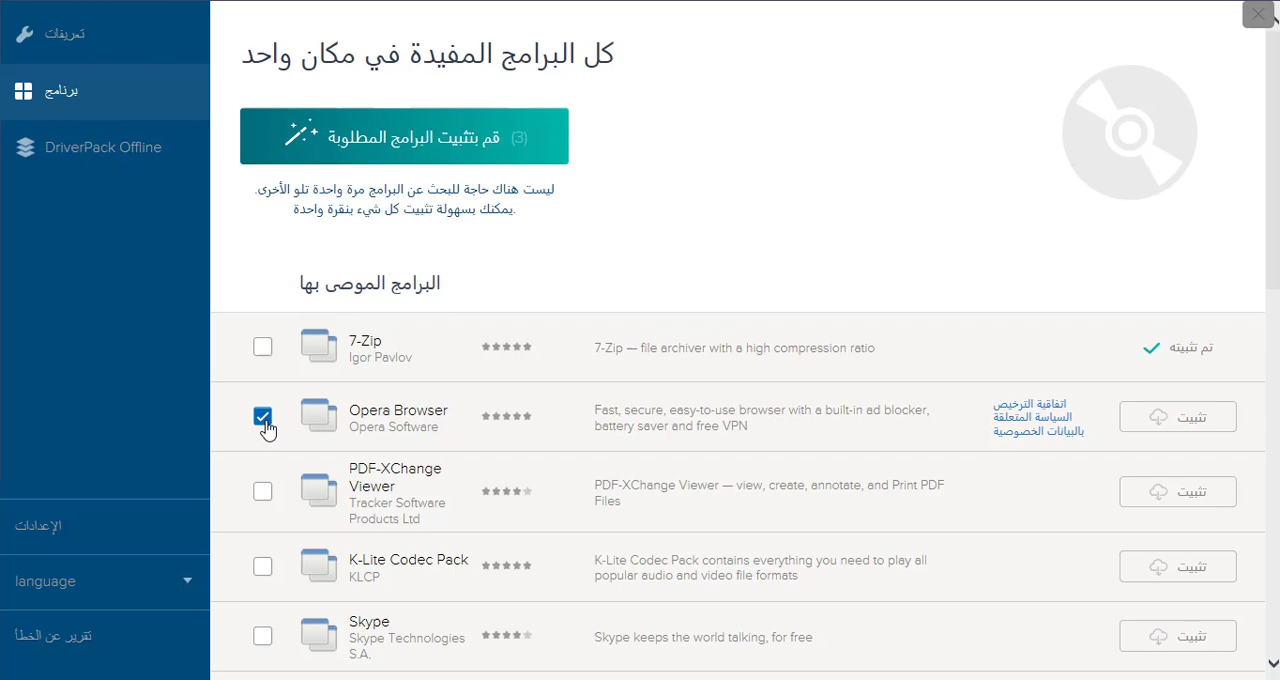 تعريفات
برنامج
DriverPack Offline
الإعدادات
language
تقرير عن الخطأ
كل البرامج المفيدة في مكان واحد
قم بتثبيت البرامج المطلوبة (3)
ليست هناك حاجة للبحث عن البرامج مرة واحدة تلو الأخرى.
يمكنك بسهولة تثبيت كل شيء بنقرة واحدة.
البرامج الموصى بها
7-Zip
Igor Pavlov
7-Zip — file archiver with a high compression ratio
تم تثبيته
Opera Browser
Opera Software
Fast, secure, easy-to-use browser with a built-in ad blocker,
battery saver and free VPN
اتفاقية الترخيص
السياسة المتعلقة
بالبيانات الخصوصية
تثبيت
PDF-XChange
Viewer
Tracker Software
Products Ltd
PDF-XChange Viewer — view, create, annotate, and Print PDF
Files
تثبيت
K-Lite Codec Pack
KLCP
K-Lite Codec Pack contains everything you need to play all
popular audio and video file formats
تثبيت
Skype
Skype Technologies
S.A.
Skype keeps the world talking, for free
تثبيت